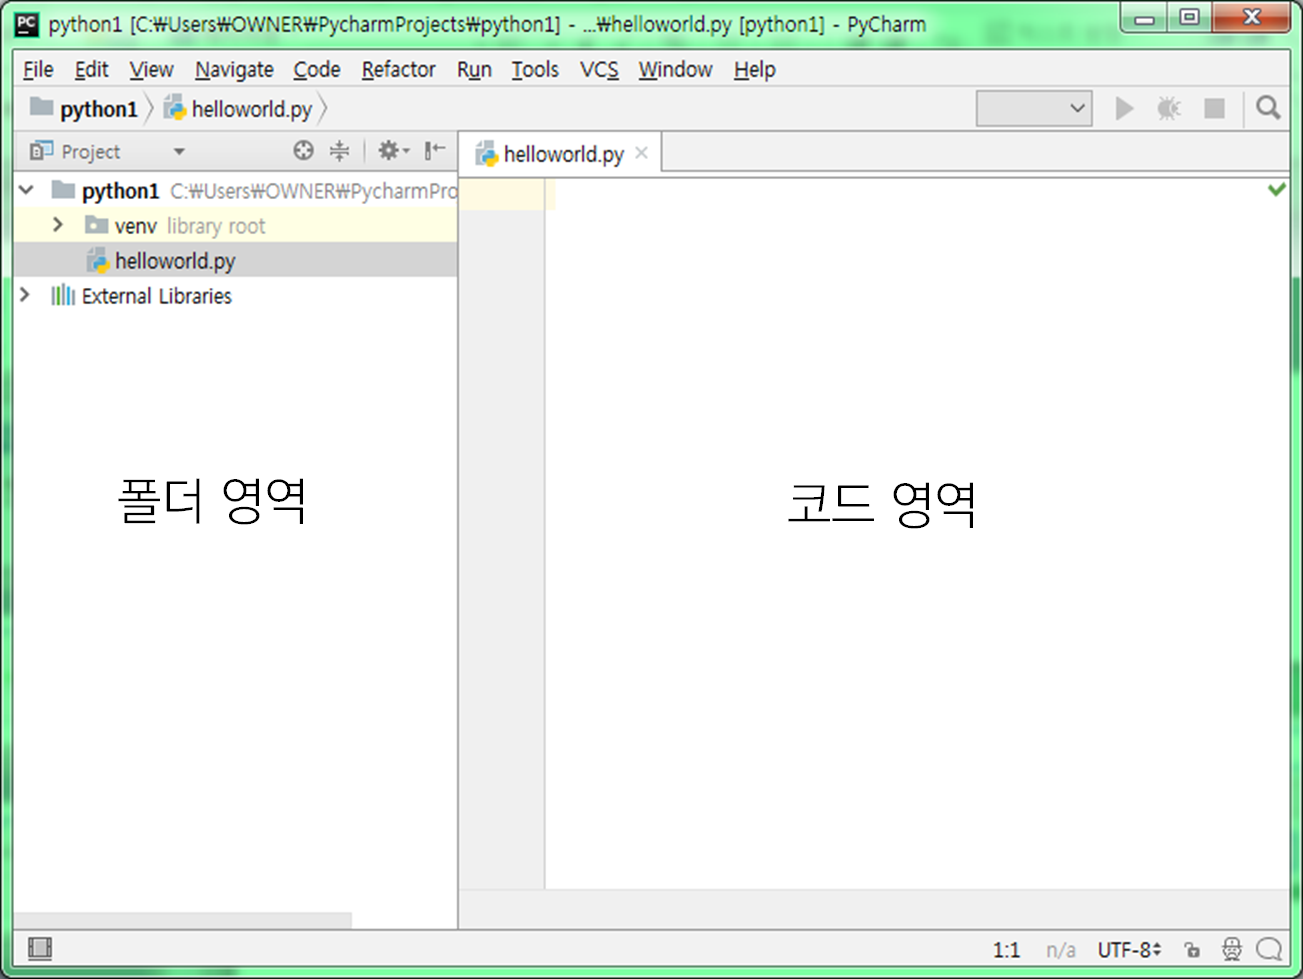 python1 [C:₩Users₩OWNER₩PycharmProjects₩python1] - ...₩helloworld.py [python1] - PyCharm
File Edit View Navigate Code Refactor Run Tools VCS Window Help
python1 helloworld.py
Project
helloworld.py
python1 C:₩Users₩OWNER₩PycharmPro
venv library root
helloworld.py
External Libraries
폴더 영역
코드 영역
1:1 n/a UTF-8